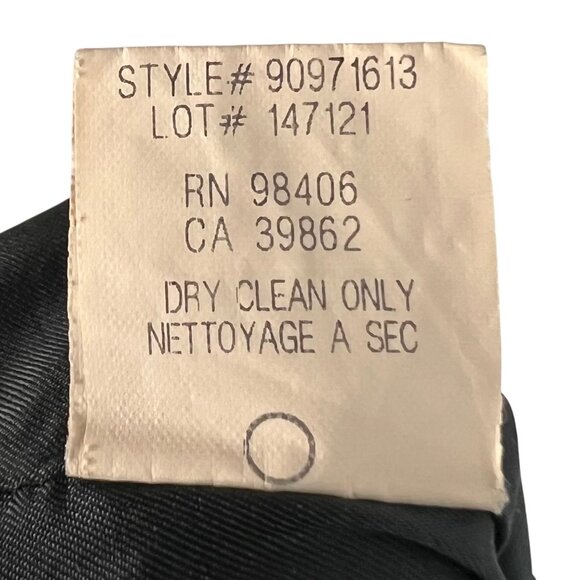 STYLE# 90971613
LOT# 147121
RN 98406
CA 39862
DRY CLEAN ONLY
NETTOYAGE A SEC